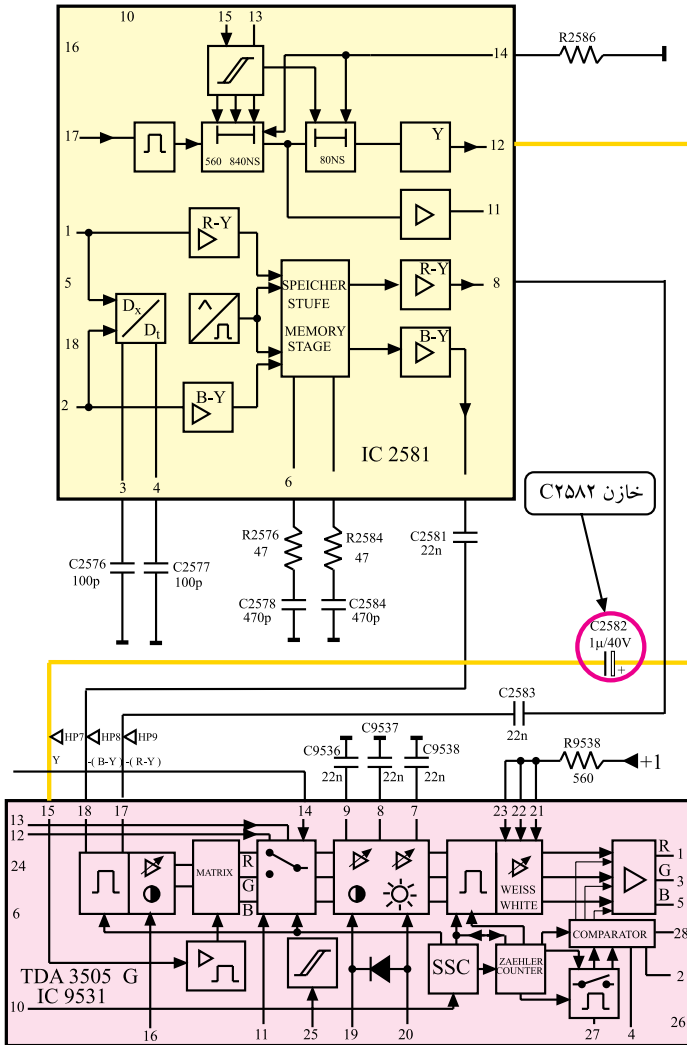 10
15 13
16
14
R2586
17
560 840NS
80NS
Y
12
11
1
R-Y
5
SPEICHER
STUFE
MEMORY
STAGE
R-Y
8
Dx
Dt
B-Y
18
2
B-Y
IC 2581
3 4
6
خازن C۲۵۸۲
C2576
100p
C2577
100p
R2576
47
R2584
47
C2581
22n
C2578
470p
C2584
470p
C2582
1µ/40V
+
C2583
22n
HP7 HP8 HP9
Y -( B-Y ) -( R-Y )
C9536
22n
C9537
22n
C9538
22n
R9538
560
+1
15 18 17 14 9 8 7 23 22 21
13
12
24
6
MATRIX
R
G
B
WEISS
WHITE
R
G
B
1
3
5
COMPARATOR
28
2
SSC
ZAEHLER
COUNTER
TDA 3505 G
IC 9531
10
16 11 25 19 20 27 4 26